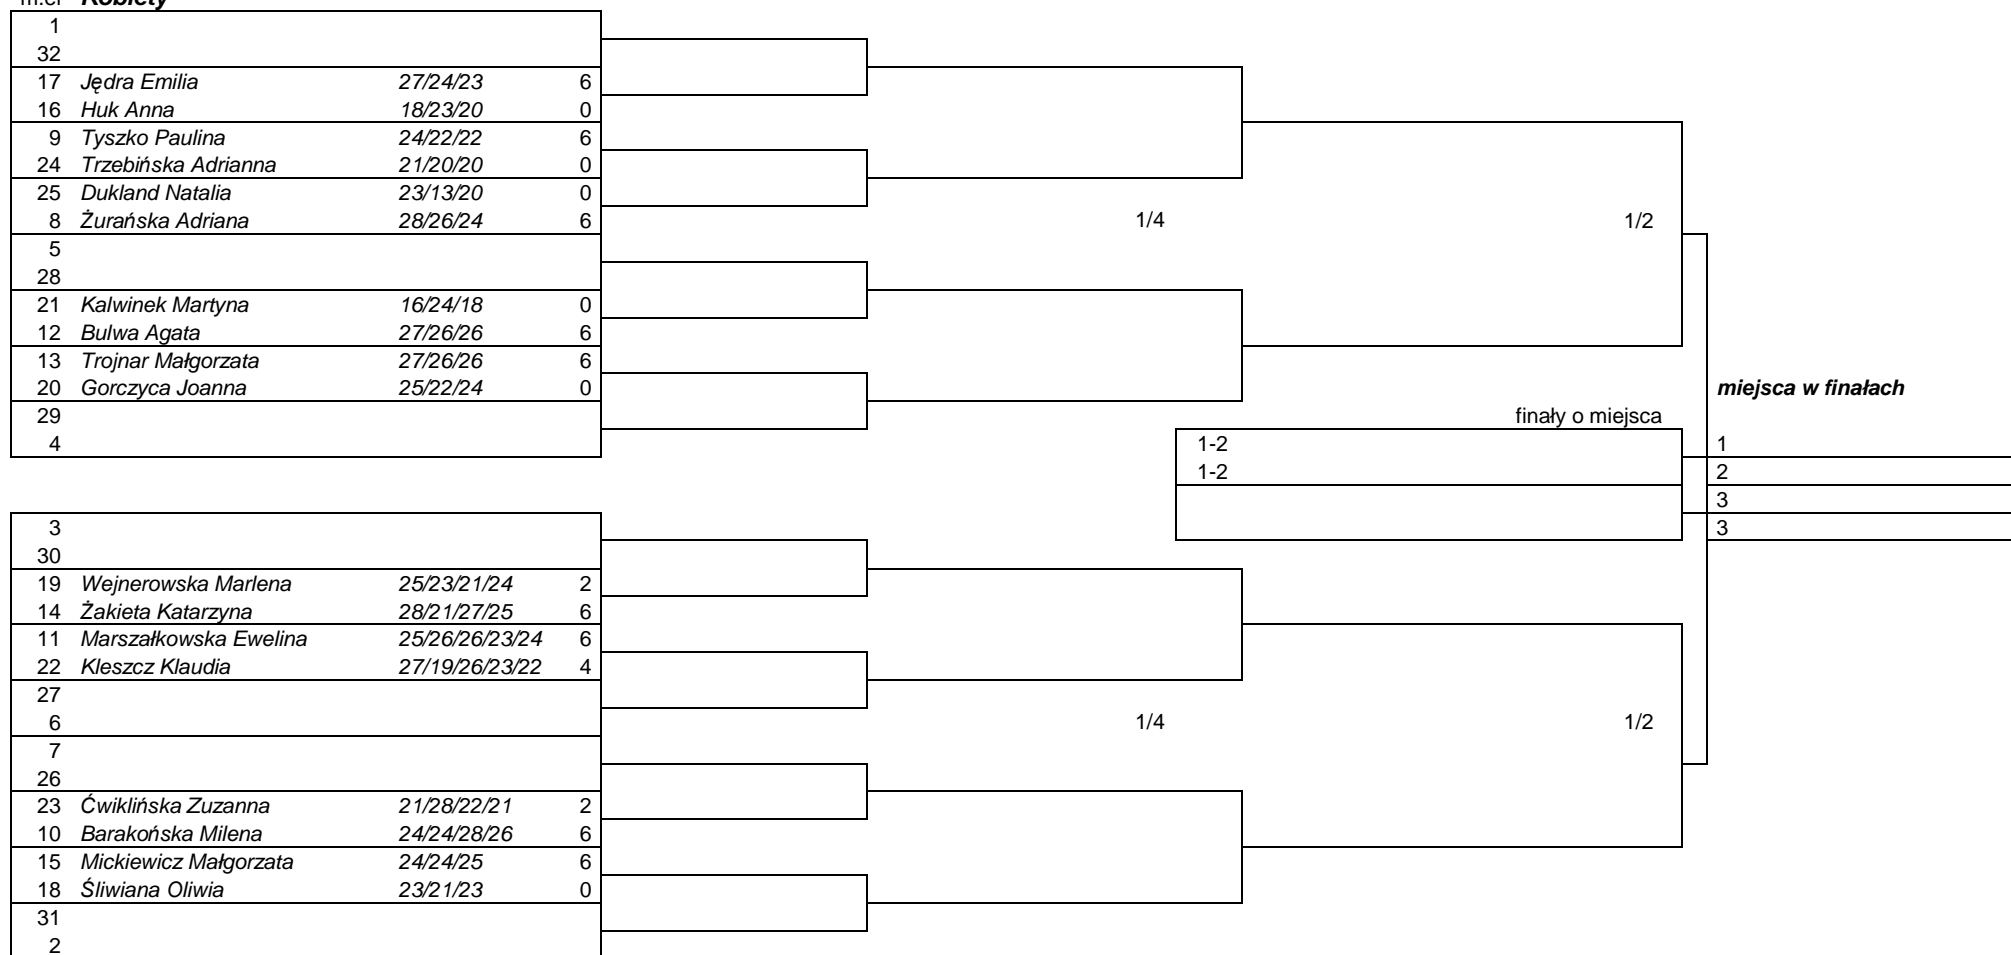 m.el Kobiety
1
32
17 Jędra Emilia 27/24/23 6
16 Huk Anna 18/23/20 0
9 Tyszko Paulina 24/22/22 6
24 Trzebińska Adrianna 21/20/20 0
25 Dukland Natalia 23/13/20 0
8 Żurańska Adriana 28/26/24 6 1/4 1/2
5
28
21 Kalwinek Martyna 16/24/18 0
12 Bulwa Agata 27/26/26 6
13 Trojnar Małgorzata 27/26/26 6
20 Gorczyca Joanna 25/22/24 0 miejsca w finałach
29 finały o miejsca
4 1-2 1
1-2 2
3
3 3
30
19 Wejnerowska Marlena 25/23/21/24 2
14 Żakieta Katarzyna 28/21/27/25 6
11 Marszałkowska Ewelina 25/26/26/23/24 6
22 Kleszcz Klaudia 27/19/26/23/22 4
27
6 1/4 1/2
7
26
23 Ćwiklińska Zuzanna 21/28/22/21 2
10 Barakońska Milena 24/24/28/26 6
15 Mickiewicz Małgorzata 24/24/25 6
18 Śliwiana Oliwia 23/21/23 0
31
2